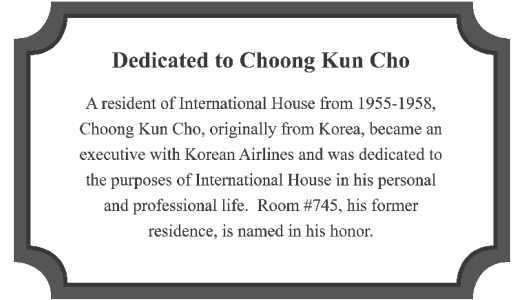 Dedicated to Choong Kun Cho
A resident of International House from 1955-1958,
Choong Kun Cho, originally from Korea, became an
executive with Korean Airlines and was dedicated to
the purposes of International House in his personal
and professional life. Room #745, his former
residence, is named in his honor.